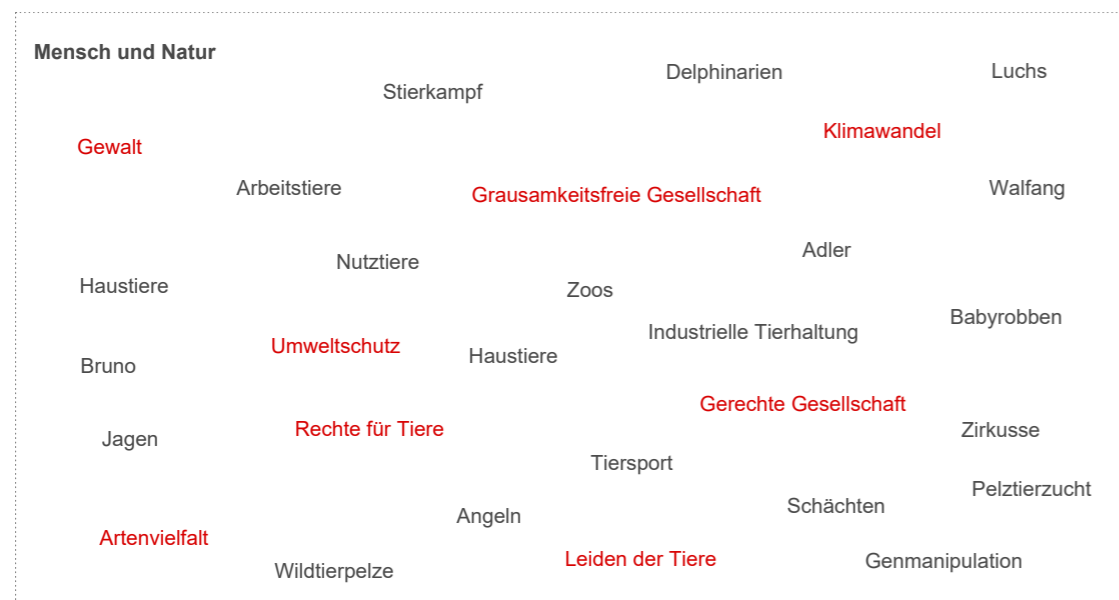 Mensch und Natur
Delphinarien
Luchs
Stierkampf
Klimawandel
Gewalt
Arbeitstiere
Grausamkeitsfreie Gesellschaft
Walfang
Adler
Nutztiere
Haustiere
Zoos
Babyrobben
Industrielle Tierhaltung
Umweltschutz
Haustiere
Bruno
Gerechte Gesellschaft
Rechte für Tiere
Zirkusse
Jagen
Tiersport
Pelztierzucht
Schächten
Angeln
Artenvielfalt
Leiden der Tiere
Genmanipulation
Wildtierpelze